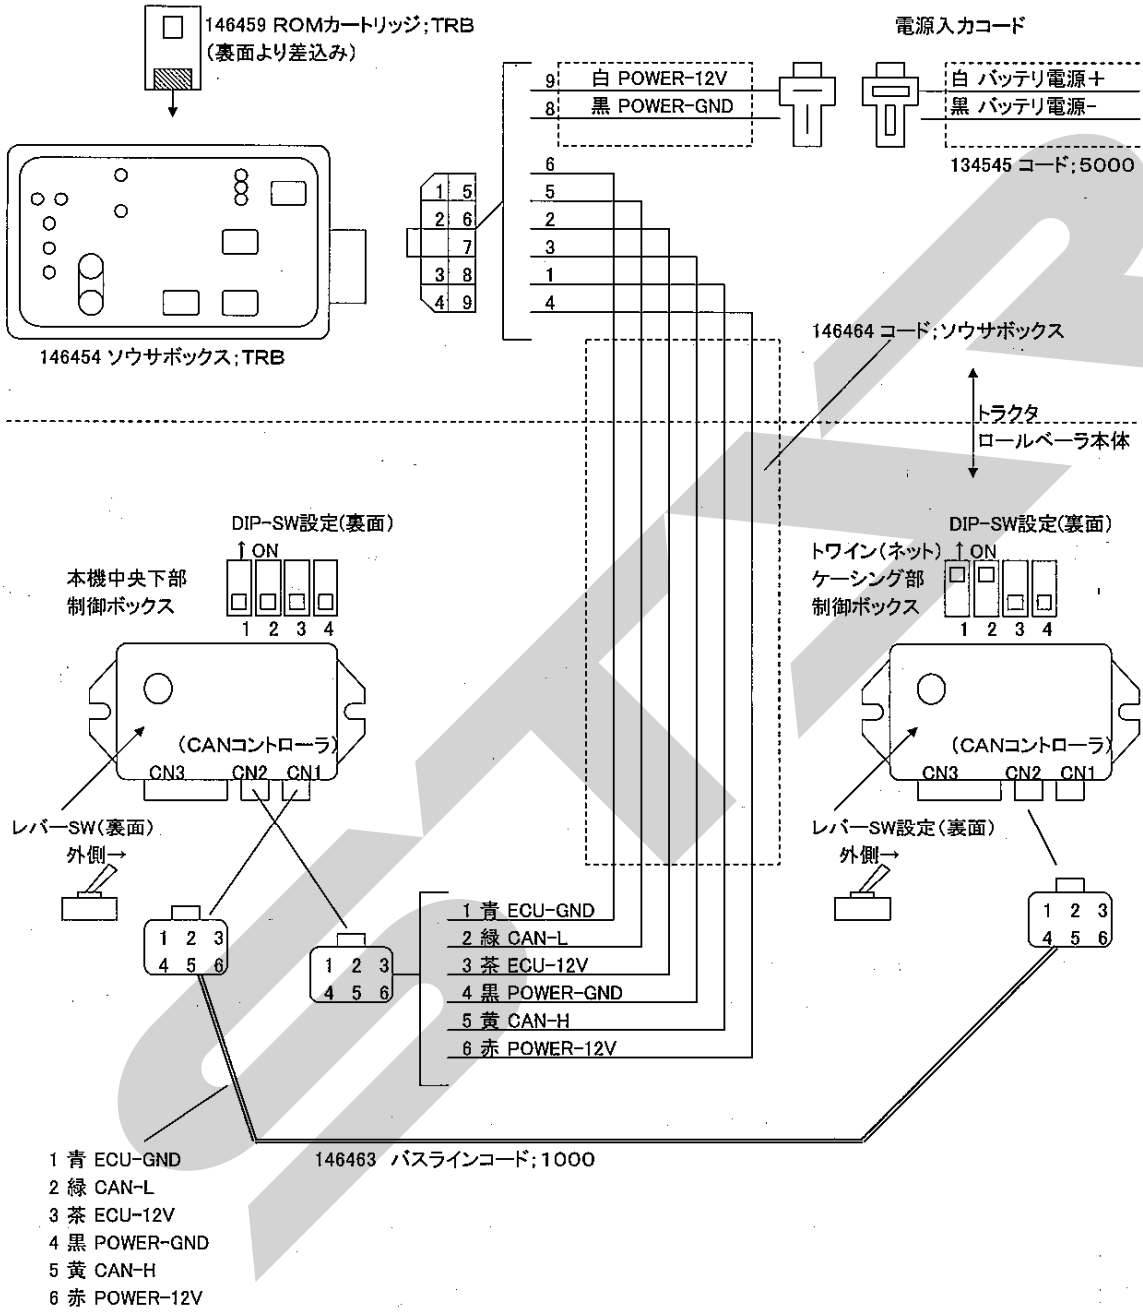 146459 ROMカートリッジ;TRB
(裏面より差込み)
電源入力コード
9 白 POWER-12V
8 黒 POWER-GND
白 バッテリ電源+
黒 バッテリ電源-
134545 コード;5000
6
5
2
3
1
4
1 5
2 6
7
3 8
4 9
146454 ソウサボックス;TRB
146464 コード;ソウサボックス
トラクタ
ロールベーラ本体
DIP-SW設定(裏面)
↑ON
本機中央下部
制御ボックス
1 2 3 4
(CANコントローラ)
CN3 CN2 CN1
レバーSW(裏面)
外側→
DIP-SW設定(裏面)
トワイン(ネット) ↑ON
ケーシング部
制御ボックス
1 2 3 4
(CANコントローラ)
CN3 CN2 CN1
レバーSW設定(裏面)
外側→
1 2 3
4 5 6
1 2 3
4 5 6
1 青 ECU-GND
2 緑 CAN-L
3 茶 ECU-12V
4 黒 POWER-GND
5 黄 CAN-H
6 赤 POWER-12V
1 2 3
4 5 6
146463 バスラインコード;1000
1 青 ECU-GND
2 緑 CAN-L
3 茶 ECU-12V
4 黒 POWER-GND
5 黄 CAN-H
6 赤 POWER-12V
STAR